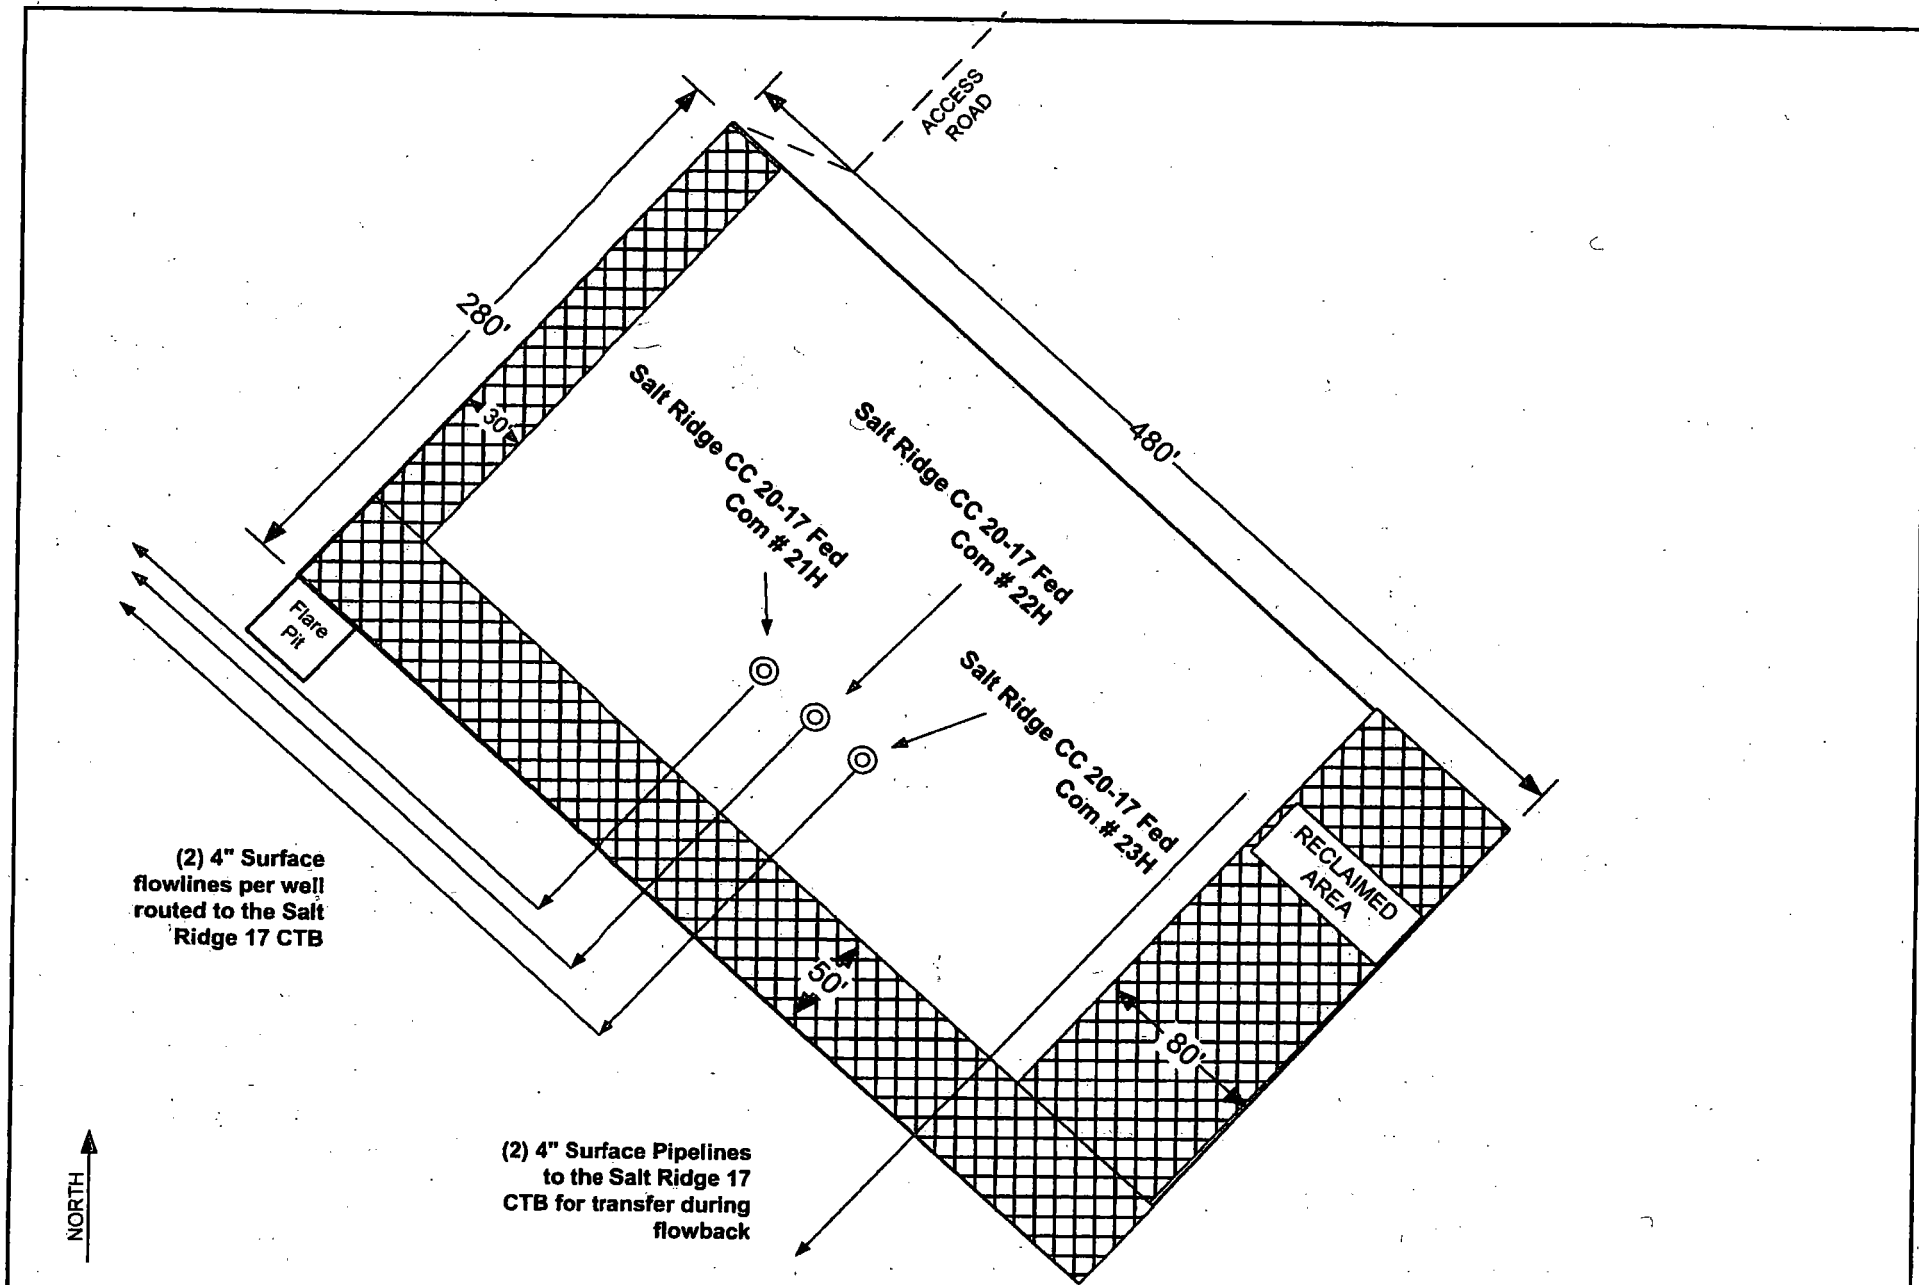 ACCESS
ROAD
280'
480'
30'
Salt Ridge CC 20-17 Fed
Com # 21H
Salt Ridge CC 20-17 Fed
Com # 22H
Salt Ridge CC 20-17 Fed
Com # 23H
Flare
Pit
RECLAIMED
AREA
(2) 4" Surface
flowlines per well
routed to the Salt
Ridge 17 CTB
50'
80'
(2) 4" Surface Pipelines
to the Salt Ridge 17
CTB for transfer during
flowback
NORTH